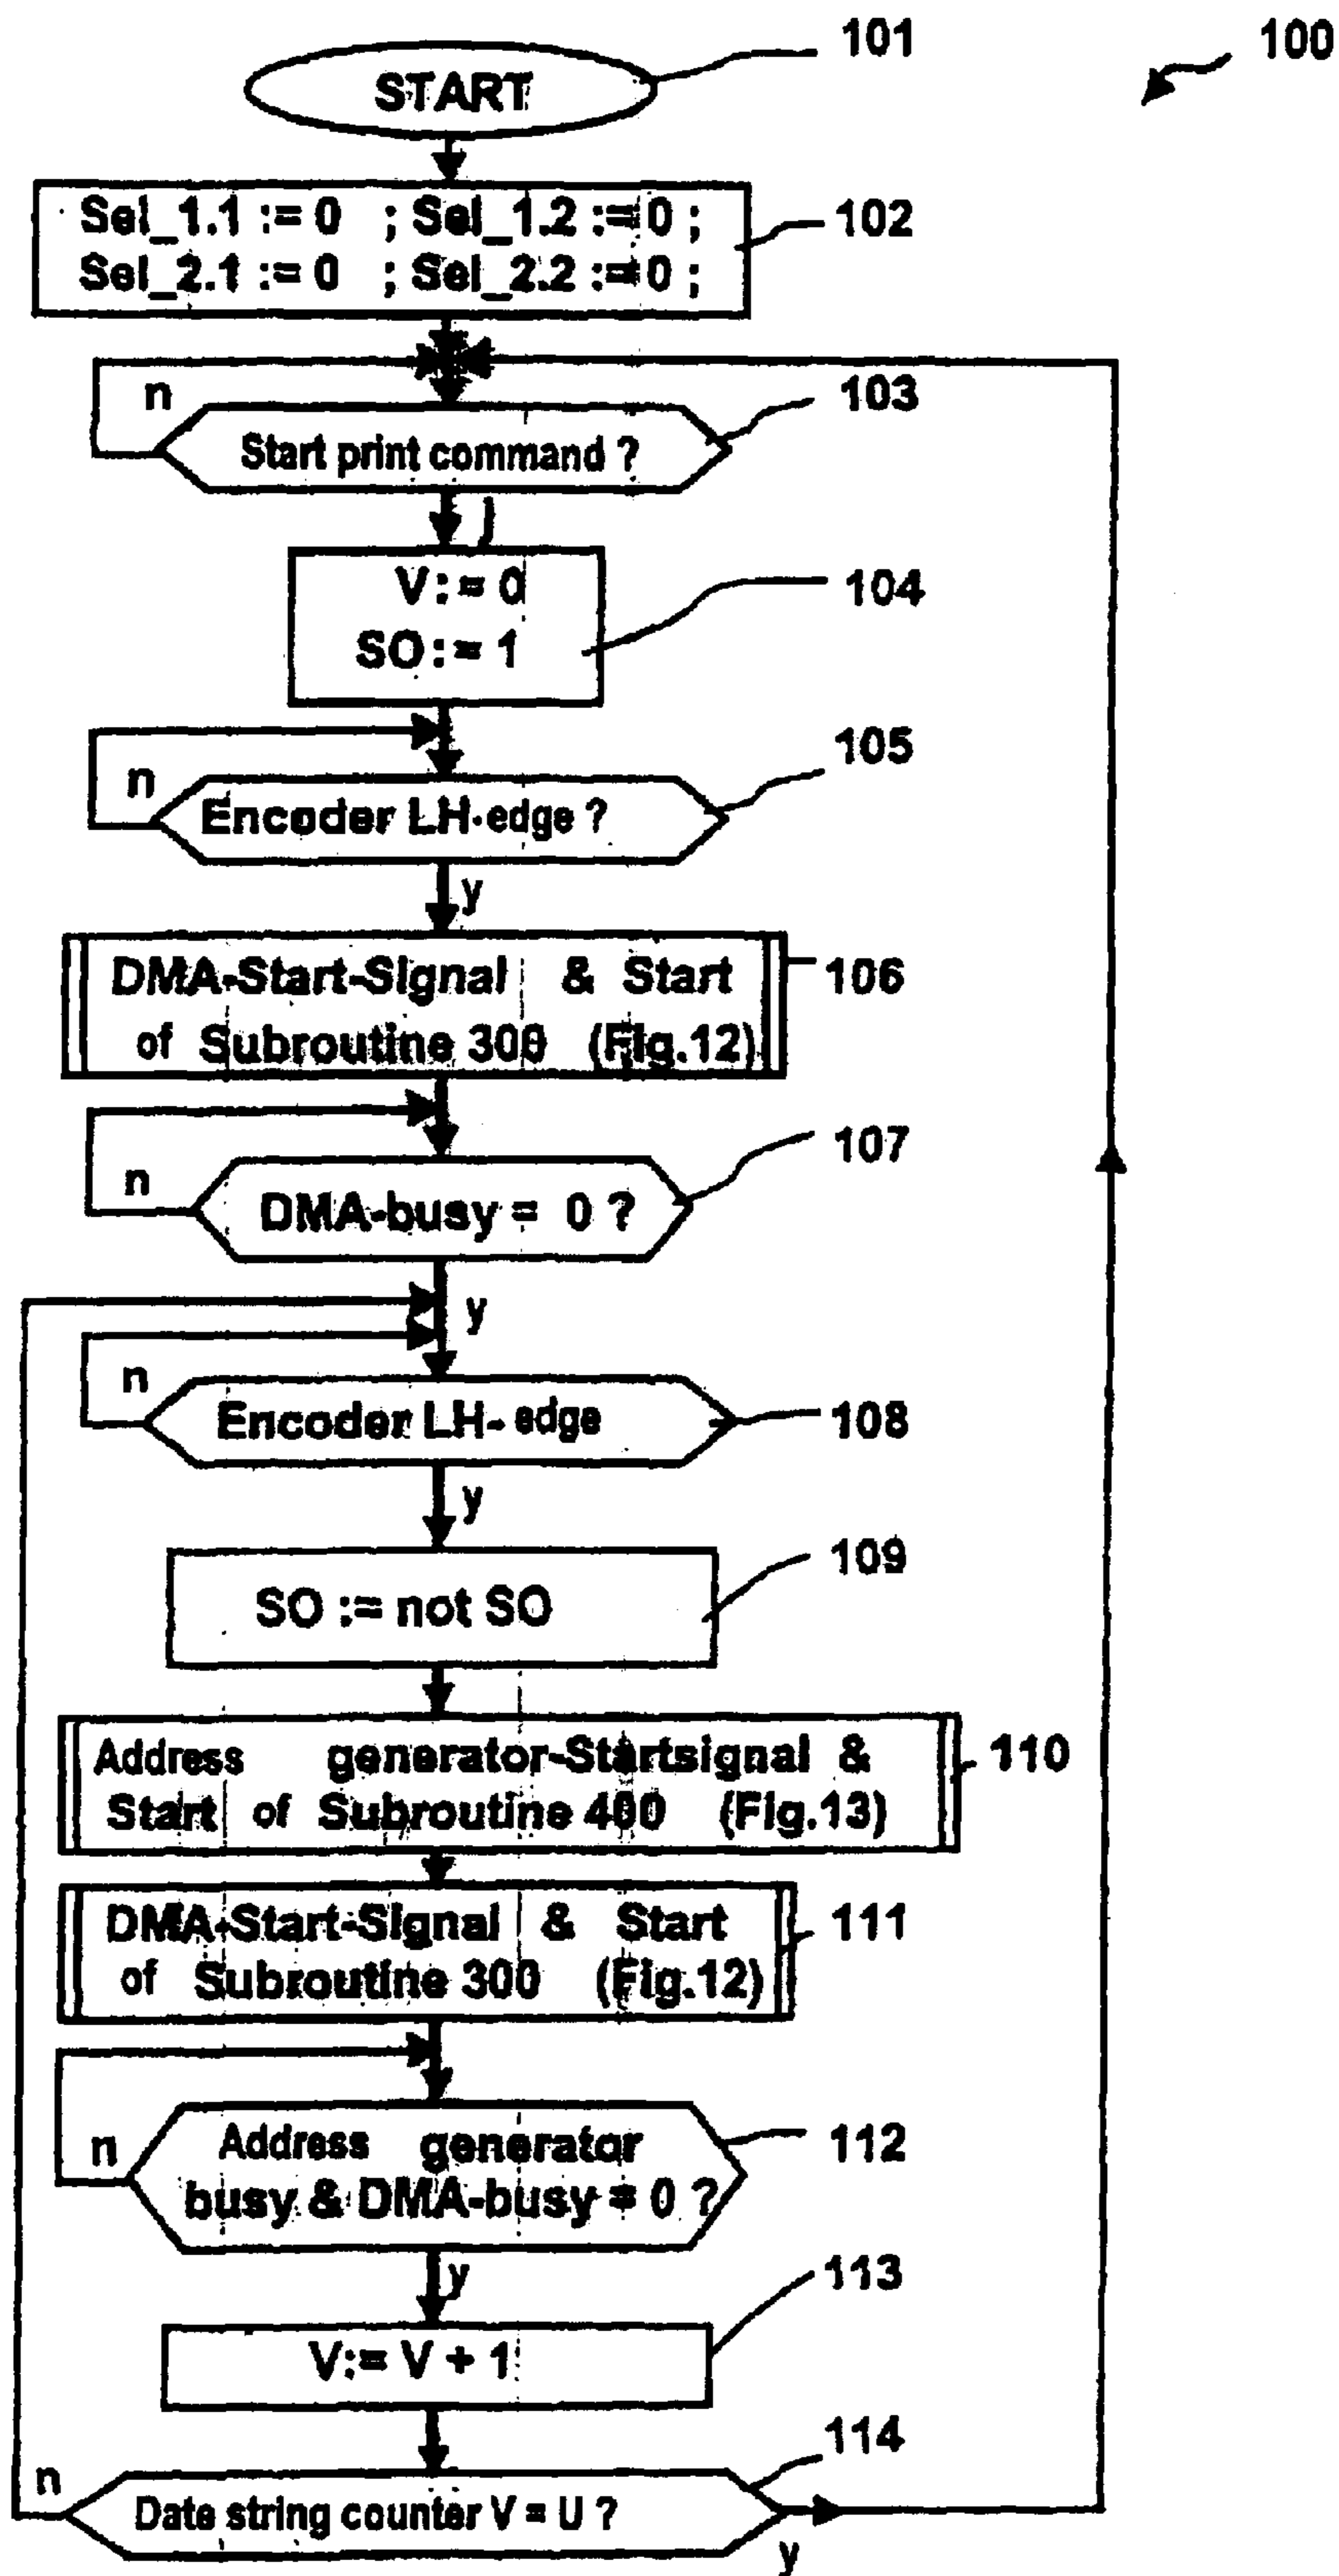 101
100
START
Sel_1.1 := 0 ; Sel_1.2 := 0 ;
102
Sel_2.1 := 0 ; Sel_2.2 := 0 ;
n
103
Start print command ?
j
V := 0
104
SO := 1
105
n
Encoder LH-edge ?
y
DMA-Start-Signal & Start
106
of Subroutine 300 (Fig.12)
107
n
DMA-busy = 0 ?
y
n
Encoder LH- edge
108
y
109
SO := not SO
Address generator-Startsignal &
110
Start of Subroutine 400 (Fig.13)
DMA-Start-Signal & Start
111
of Subroutine 300 (Fig.12)
n
Address generator
112
busy & DMA-busy = 0 ?
y
113
V:= V + 1
114
n
Date string counter V = U ?
y